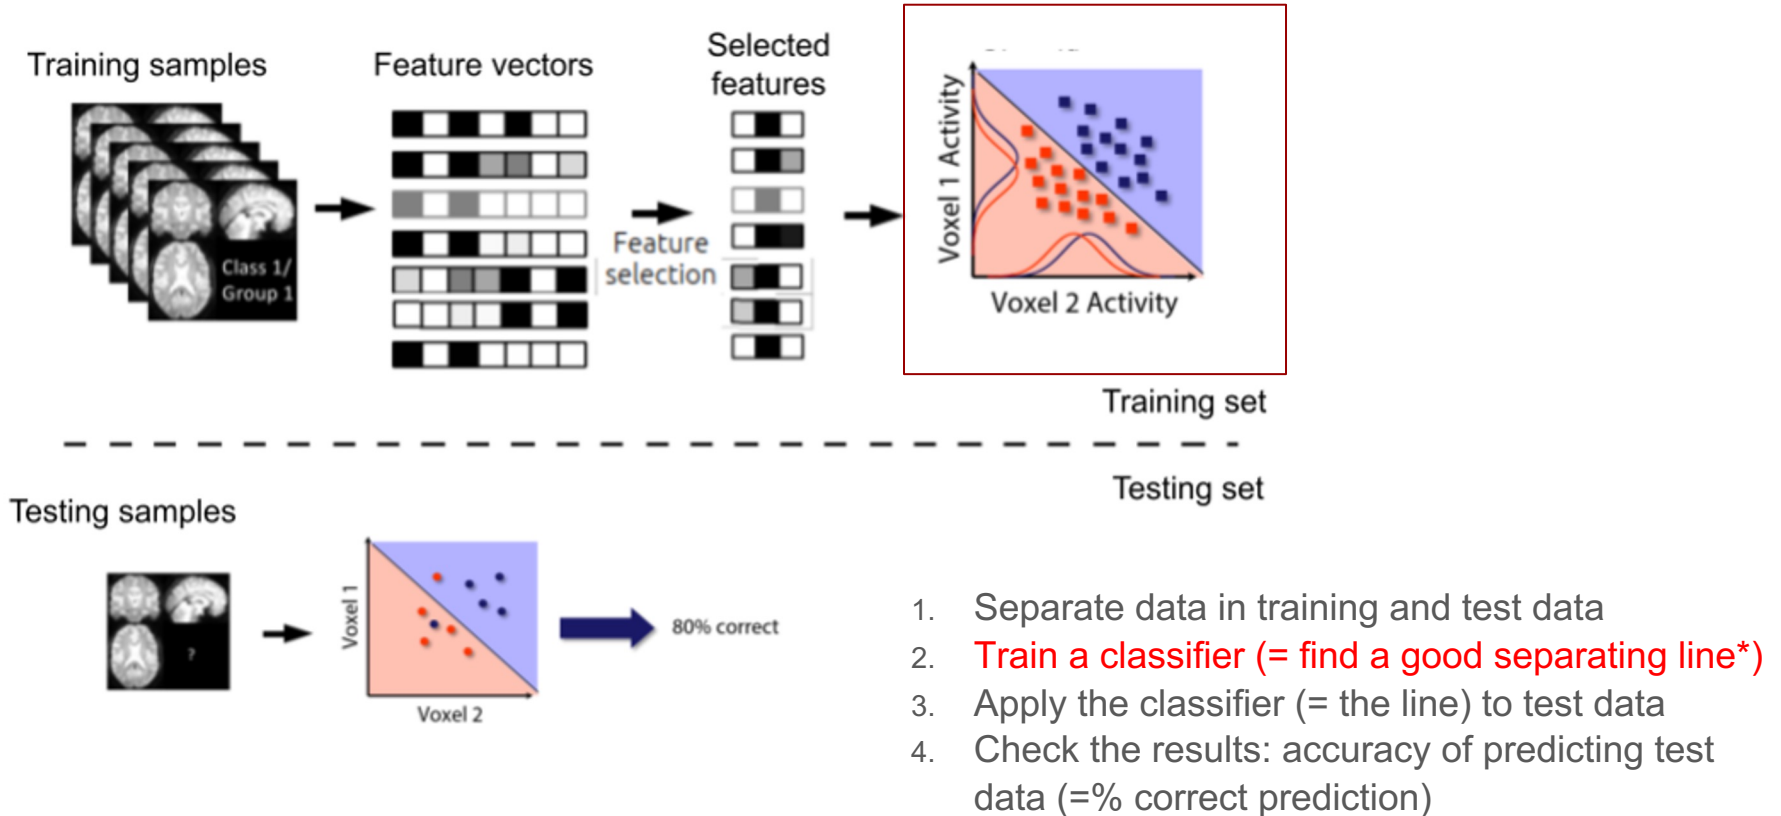 Training samples
Feature vectors
Selected
features
Class 1/
Group 1
Feature
selection
Voxel 1 Activity
Voxel 2 Activity
Training set
Testing set
Testing samples
?
Voxel 1
Voxel 2
80% correct
1. Separate data in training and test data
2. Train a classifier (= find a good separating line*)
3. Apply the classifier (= the line) to test data
4. Check the results: accuracy of predicting test
data (=% correct prediction)